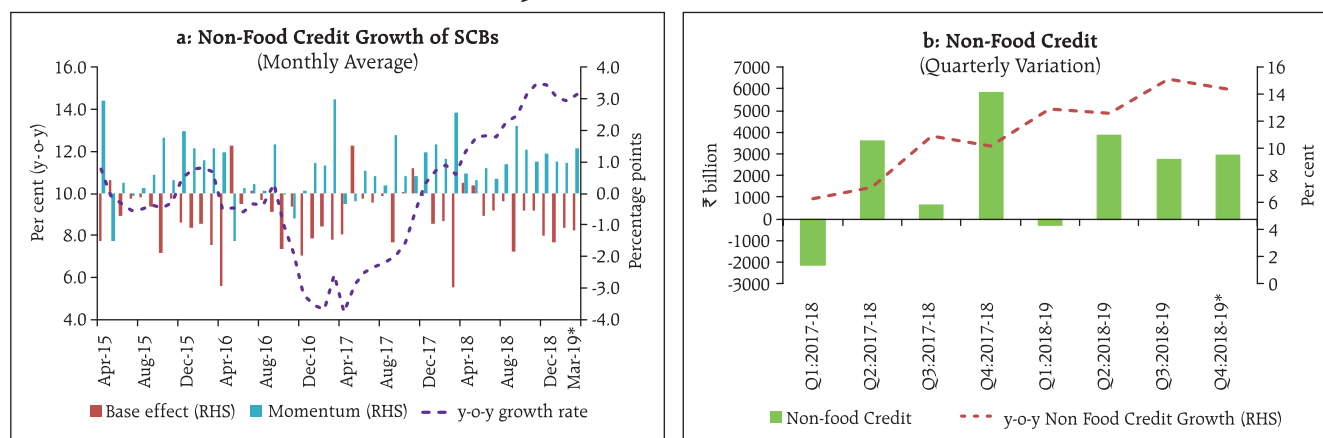 a: Non-Food Credit Growth of SCBs
(Monthly Average)
Per cent (y-o-y)
16.0
14.0
12.0
10.0
8.0
6.0
4.0
4.0
3.0
2.0
1.0
0.0
-1.0
-2.0
-3.0
-4.0
Percentage points
Apr-15
Aug-15
Dec-15
Apr-16
Aug-16
Dec-16
Apr-17
Aug-17
Dec-17
Apr-18
Aug-18
Dec-18
Mar-19*
Base effect (RHS)
Momentum (RHS)
y-o-y growth rate
b: Non-Food Credit
(Quarterly Variation)
₹ billion
7000
6000
5000
4000
3000
2000
1000
0
-1000
-2000
-3000
16
14
12
10
8
6
4
2
0
Per cent
Q1:2017-18
Q2:2017-18
Q3:2017-18
Q4:2017-18
Q1:2018-19
Q2:2018-19
Q3:2018-19
Q4:2018-19*
Non-food Credit
y-o-y Non Food Credit Growth (RHS)